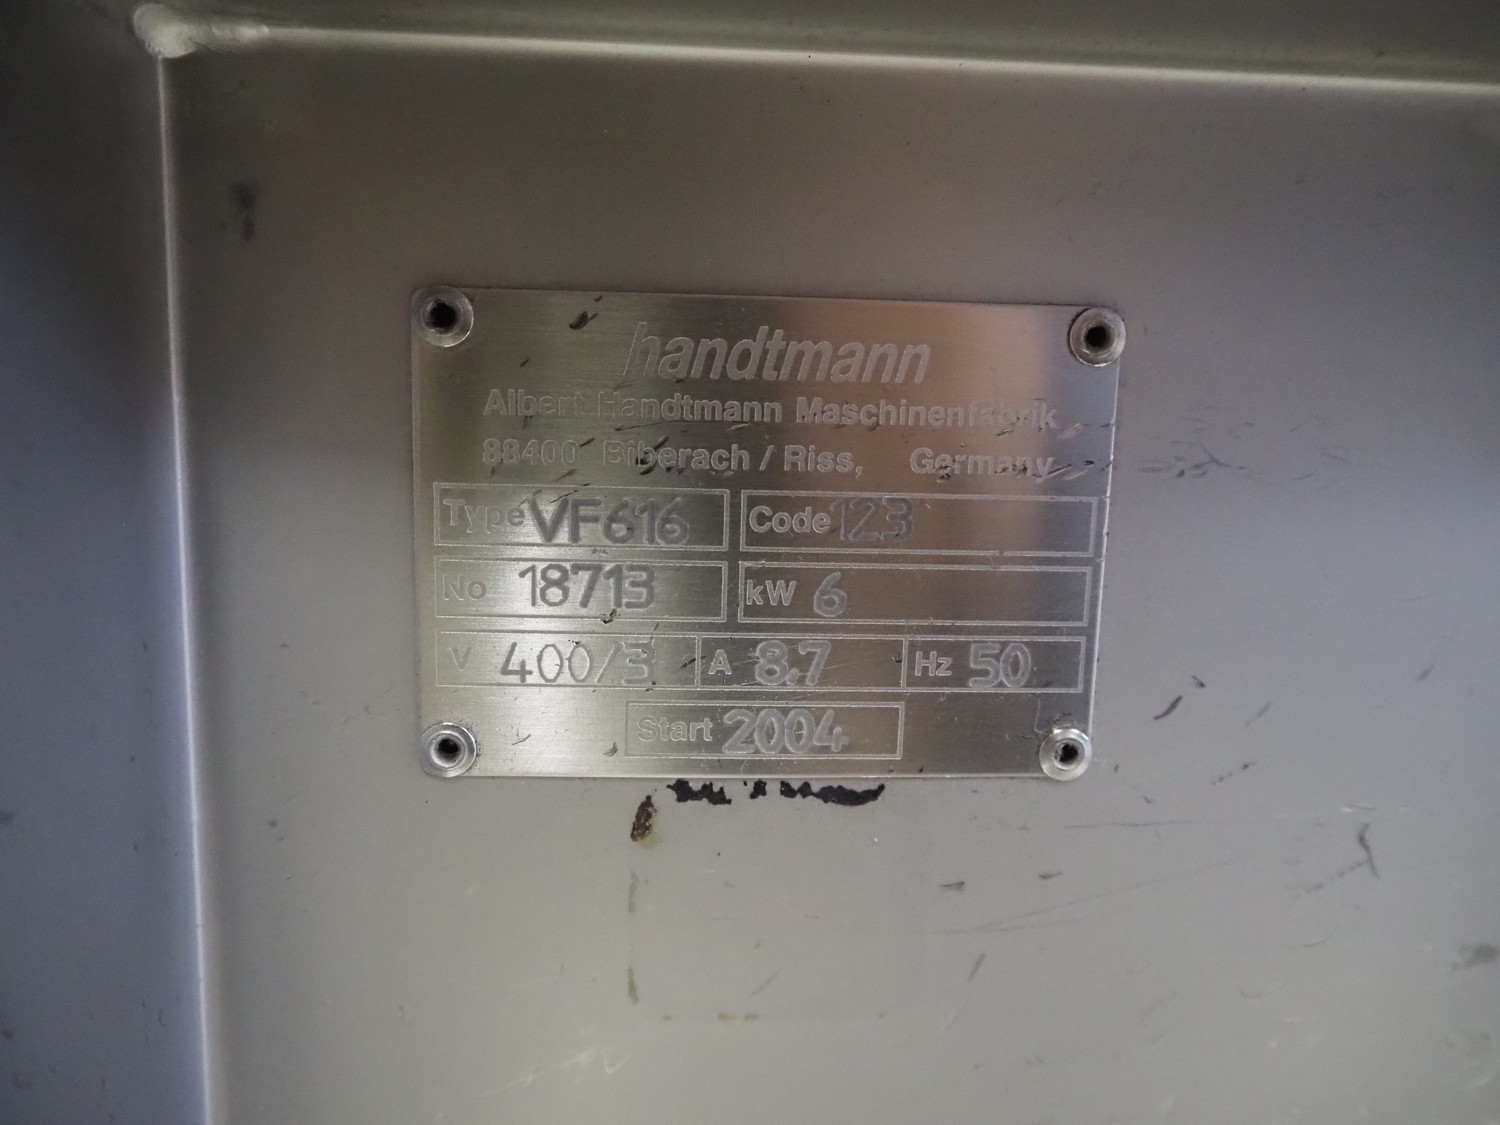 handtmann
Albert Handtmann Maschinenfabrik
88400 Biberach / Riss, Germany
Type VF616 Code 123
No 18713 kW 6
V 400/3 A 8.7 Hz 50
Start 2004